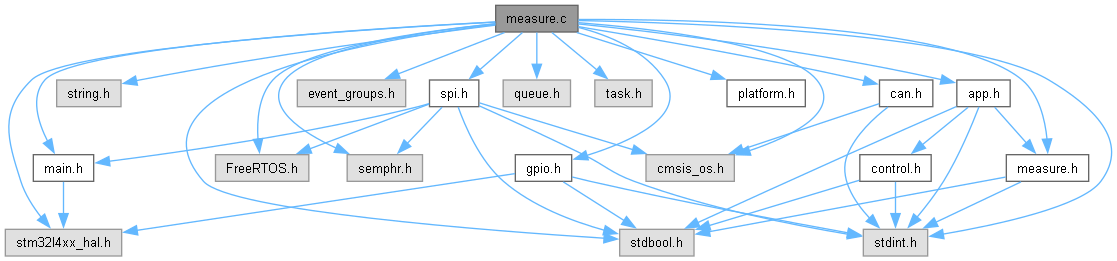 measure.c
string.h
event_groups.h
spi.h
queue.h
task.h
platform.h
can.h
app.h
main.h
FreeRTOS.h
semphr.h
gpio.h
cmsis_os.h
control.h
measure.h
stm32l4xx_hal.h
stdbool.h
stdint.h